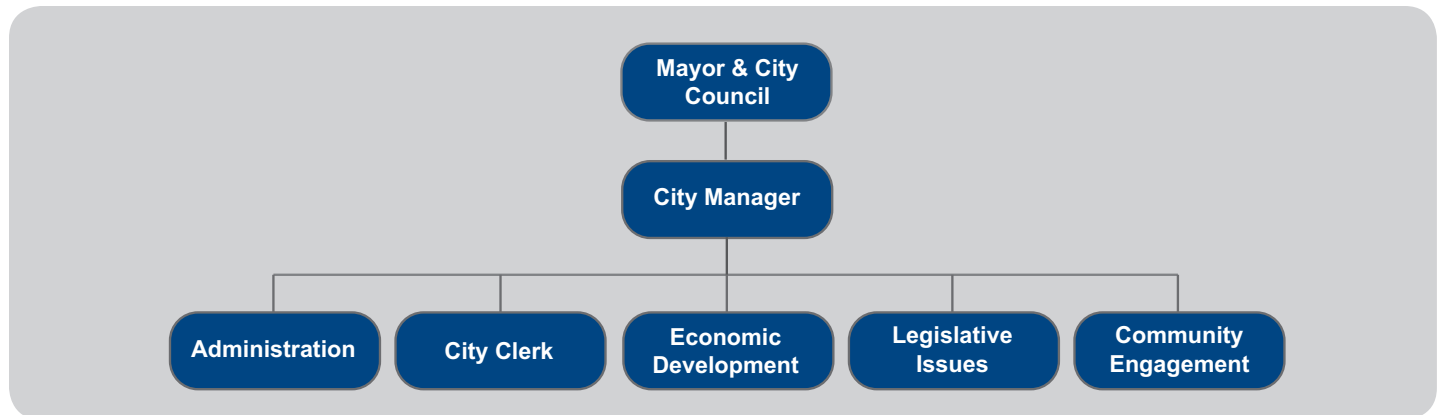 Mayor & City
Council
City Manager
Administration
City Clerk
Economic
Development
Legislative
Issues
Community
Engagement